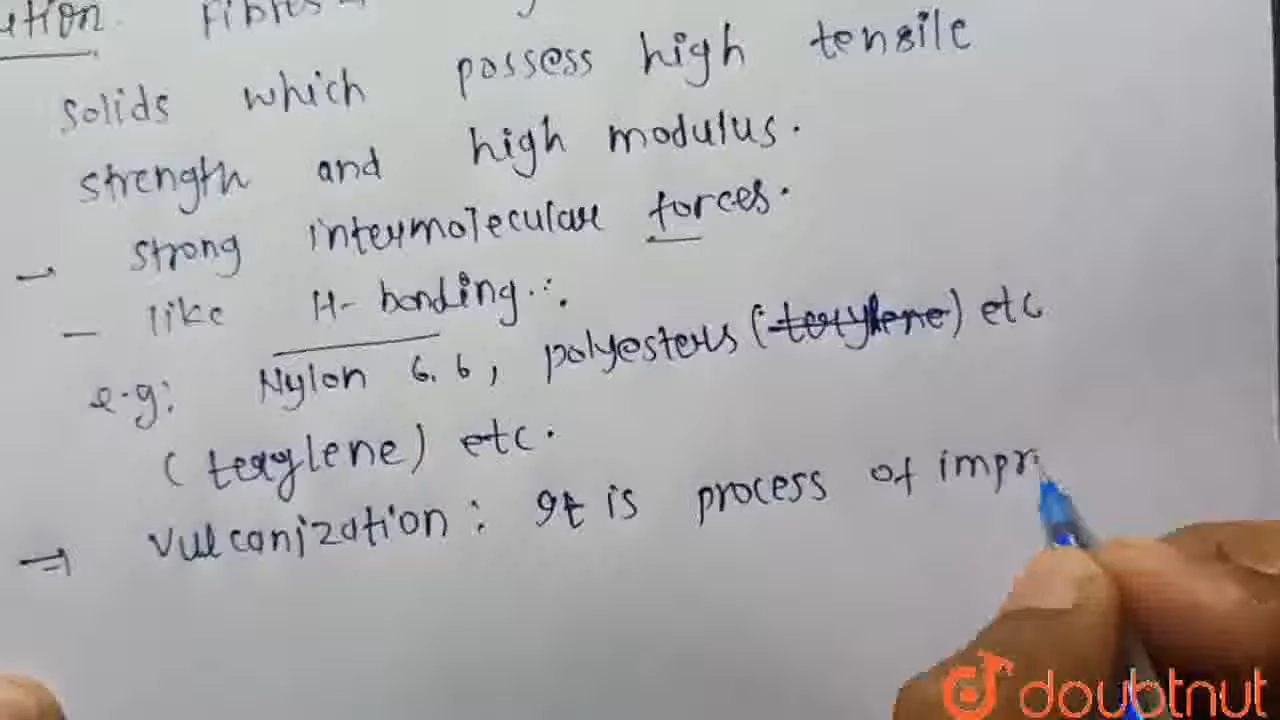 Fibres
solids which possess high tensile
strength and high modulus.
→ strong intermolecular forces.
- like H-bonding.
e.g: Nylon 6.6, polyesters (terylene) etc
(terylene) etc.
⇒ vulcanization: It is process of impr
doubtnut